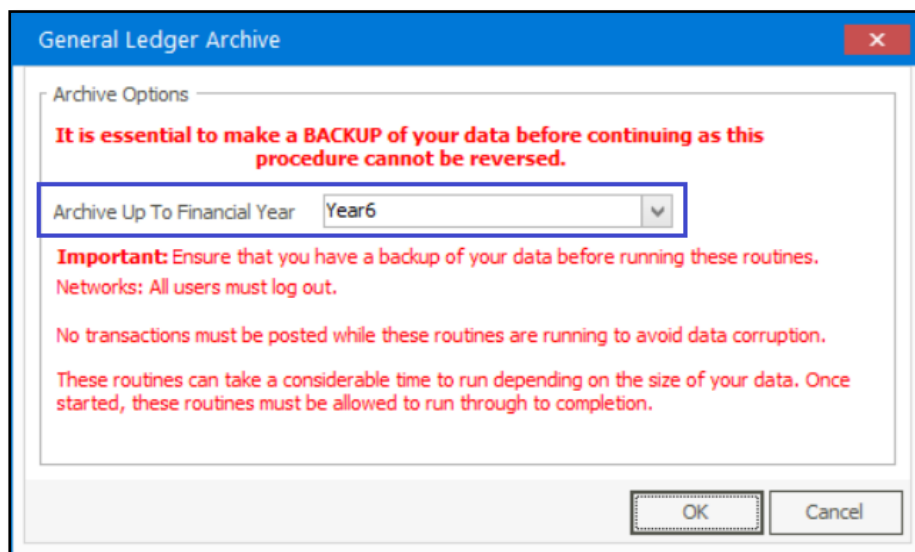 General Ledger Archive
Archive Options
It is essential to make a BACKUP of your data before continuing as this
procedure cannot be reversed.
Archive Up To Financial Year Year6
Important: Ensure that you have a backup of your data before running these routines.
Networks: All users must log out.
No transactions must be posted while these routines are running to avoid data corruption.
These routines can take a considerable time to run depending on the size of your data. Once
started, these routines must be allowed to run through to completion.
OK Cancel